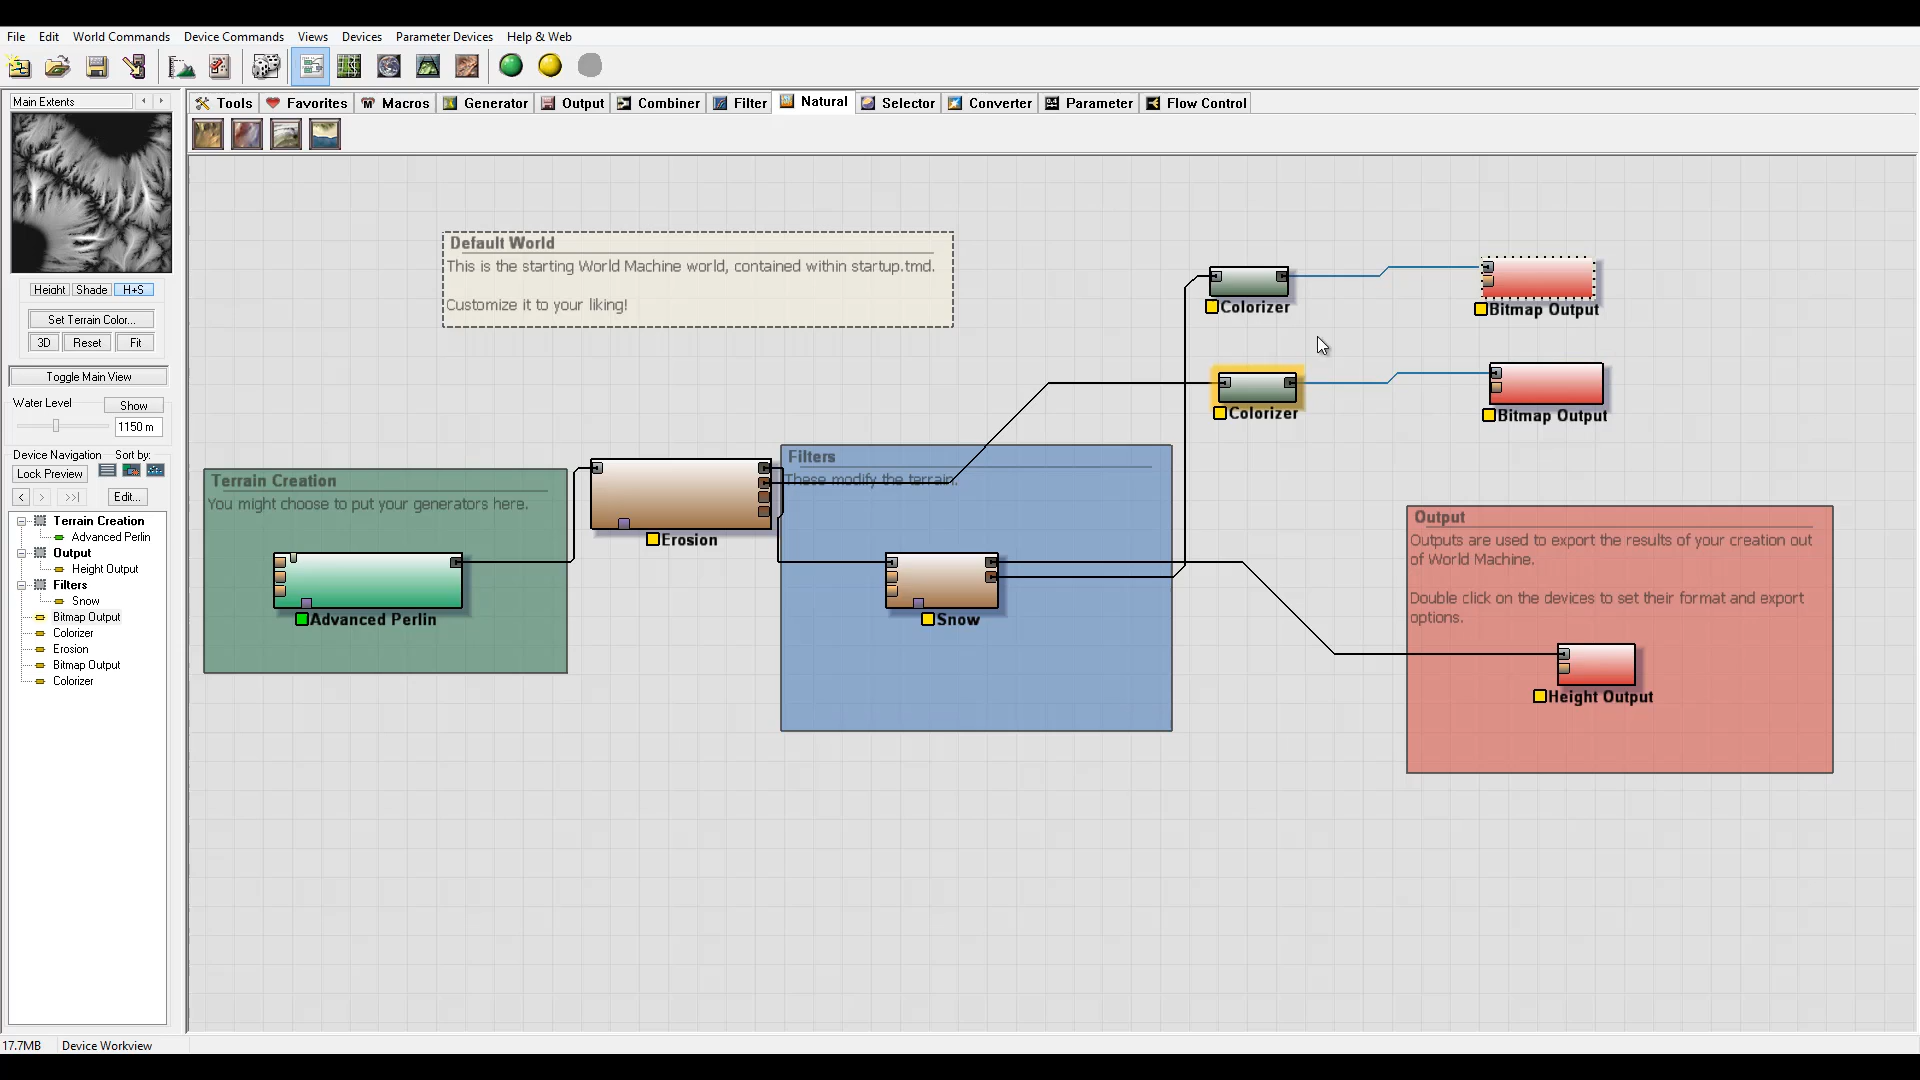 File Edit World Commands Device Commands Views Devices Parameter Devices Help & Web
Main Extents
Tools Favorites Macros Generator Output Combiner Filter Natural Selector Converter Parameter Flow Control
Height Shade H+S
Set Terrain Color...
3D Reset Fit
Toggle Main View
Water Level Show
1150 m
Device Navigation Sort by:
Lock Preview
< > >>| Edit...
Terrain Creation
Advanced Perlin
Output
Height Output
Filters
Snow
Bitmap Output
Colorizer
Erosion
Bitmap Output
Colorizer
Default World
This is the starting World Machine world, contained within startup.tmd.
Customize it to your liking!
Colorizer
Bitmap Output
Colorizer
Bitmap Output
Terrain Creation
You might choose to put your generators here.
Advanced Perlin
Erosion
Filters
These modify the terrain.
Snow
Output
Outputs are used to export the results of your creation out
of World Machine.
Double click on the devices to set their format and export
options.
Height Output
17.7MB Device Workview